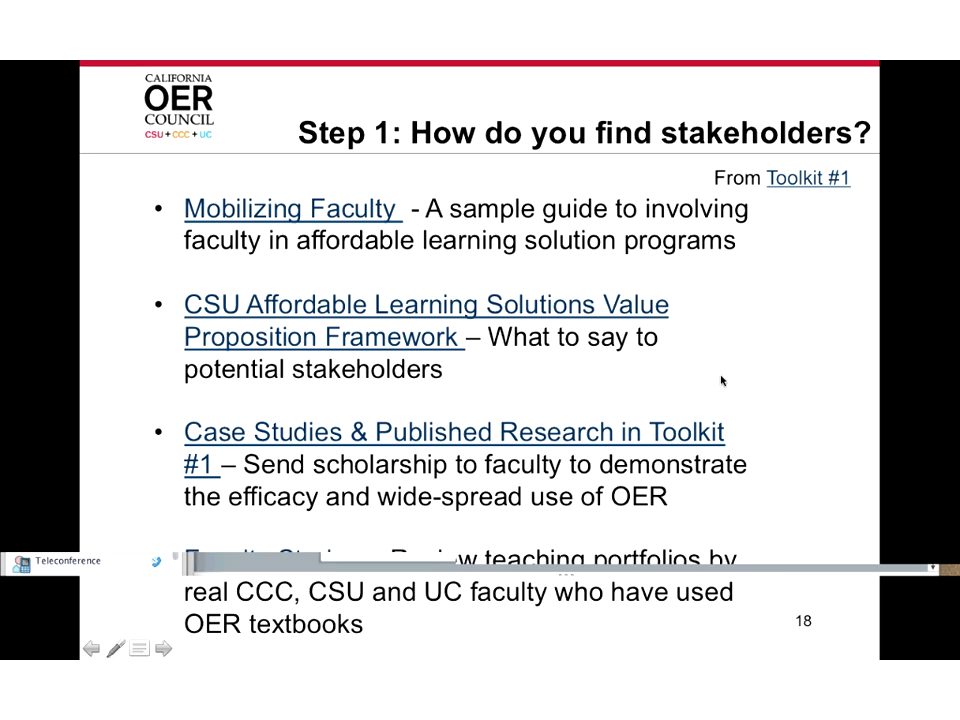 CALIFORNIA
OER
COUNCIL
CSU + CCC + UC
Step 1: How do you find stakeholders?
From Toolkit #1
• Mobilizing Faculty - A sample guide to involving
faculty in affordable learning solution programs
• CSU Affordable Learning Solutions Value
Proposition Framework – What to say to
potential stakeholders
• Case Studies & Published Research in Toolkit
#1 – Send scholarship to faculty to demonstrate
the efficacy and wide-spread use of OER
teaching portfolios by
Teleconference
real CCC, CSU and UC faculty who have used
OER textbooks
18